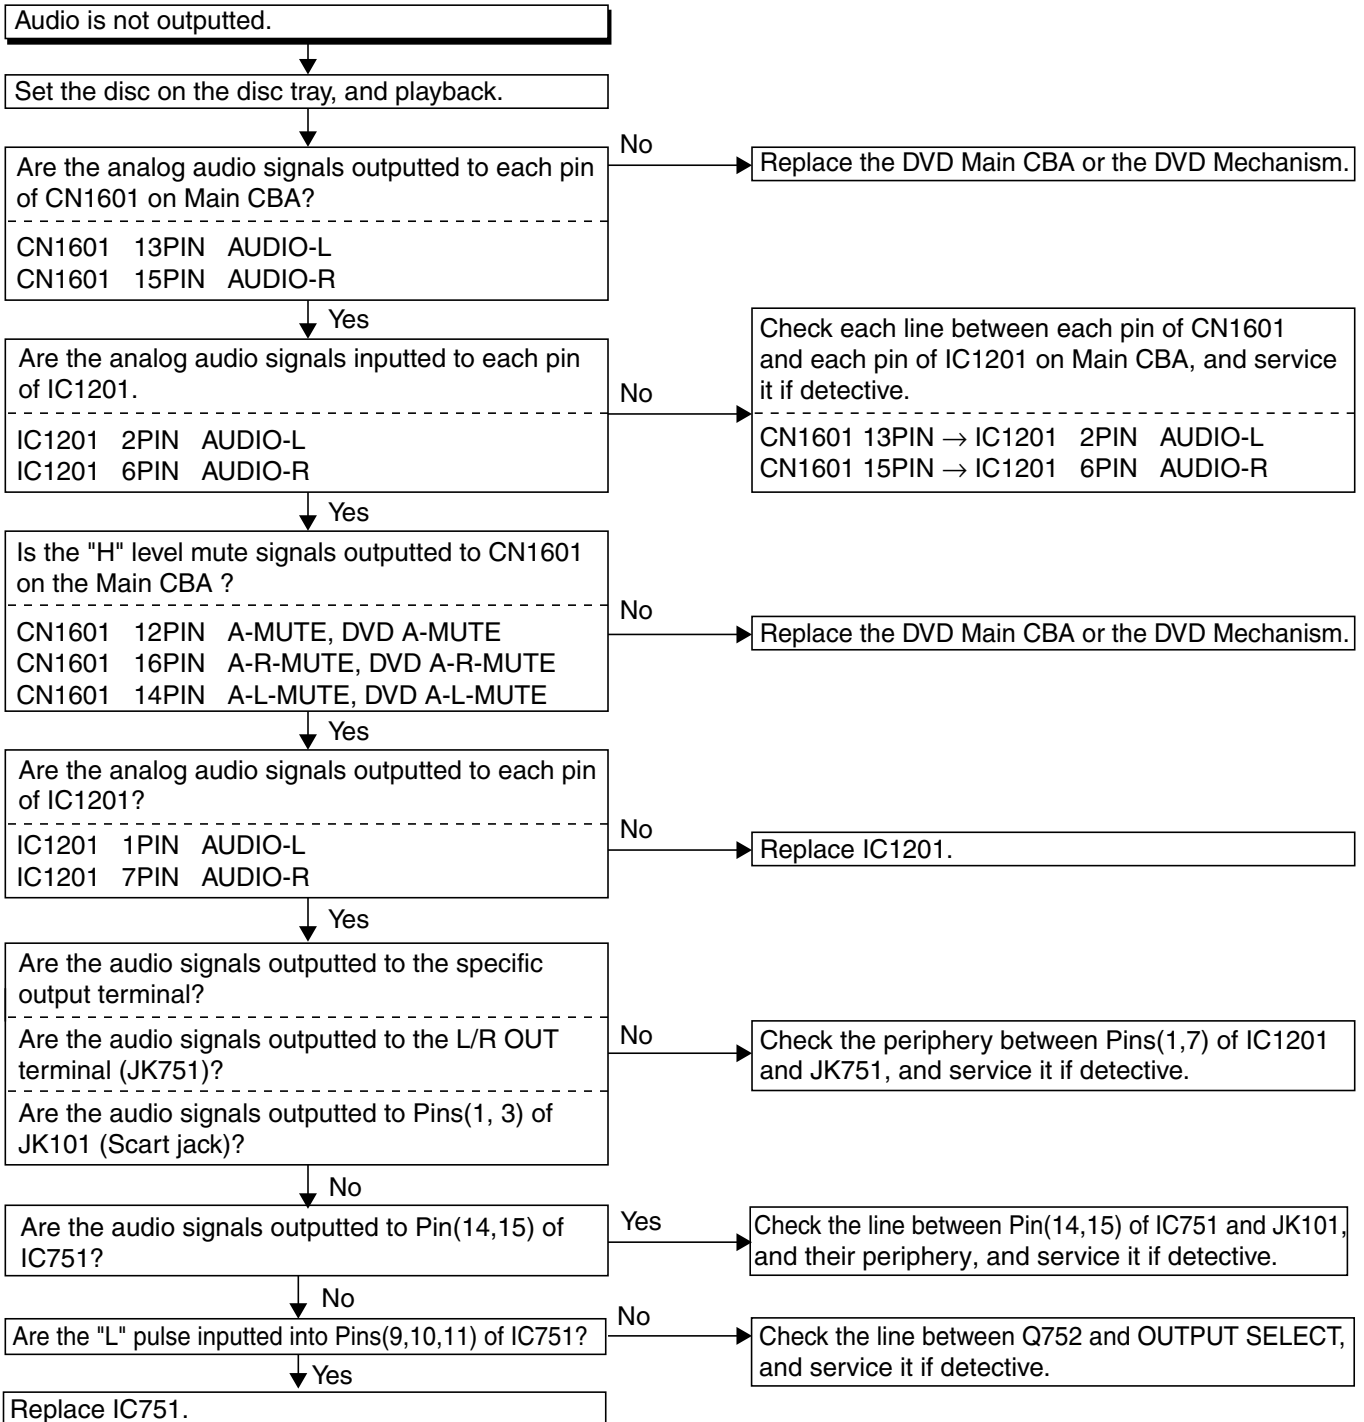 Audio is not outputted.
Set the disc on the disc tray, and playback.
Are the analog audio signals outputted to each pin
of CN1601 on Main CBA?
CN1601 13PIN AUDIO-L
CN1601 15PIN AUDIO-R
No
Replace the DVD Main CBA or the DVD Mechanism.
Yes
Are the analog audio signals inputted to each pin
of IC1201.
IC1201 2PIN AUDIO-L
IC1201 6PIN AUDIO-R
No
Check each line between each pin of CN1601
and each pin of IC1201 on Main CBA, and service
it if detective.
CN1601 13PIN → IC1201 2PIN AUDIO-L
CN1601 15PIN → IC1201 6PIN AUDIO-R
Yes
Is the "H" level mute signals outputted to CN1601
on the Main CBA ?
CN1601 12PIN A-MUTE, DVD A-MUTE
CN1601 16PIN A-R-MUTE, DVD A-R-MUTE
CN1601 14PIN A-L-MUTE, DVD A-L-MUTE
No
Replace the DVD Main CBA or the DVD Mechanism.
Yes
Are the analog audio signals outputted to each pin
of IC1201?
IC1201 1PIN AUDIO-L
IC1201 7PIN AUDIO-R
No
Replace IC1201.
Yes
Are the audio signals outputted to the specific
output terminal?
Are the audio signals outputted to the L/R OUT
terminal (JK751)?
Are the audio signals outputted to Pins(1, 3) of
JK101 (Scart jack)?
No
Check the periphery between Pins(1,7) of IC1201
and JK751, and service it if detective.
No
Are the audio signals outputted to Pin(14,15) of
IC751?
Yes
Check the line between Pin(14,15) of IC751 and JK101,
and their periphery, and service it if detective.
No
Are the "L" pulse inputted into Pins(9,10,11) of IC751?
No
Check the line between Q752 and OUTPUT SELECT,
and service it if detective.
Yes
Replace IC751.